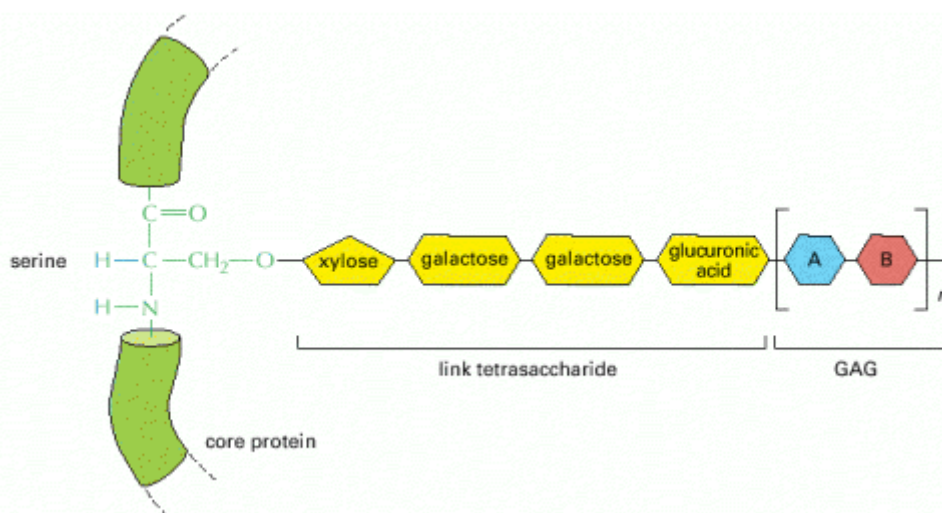 C=O
serine H—C—CH₂—O— xylose galactose galactose glucuronic acid A B n
H—N
link tetrasaccharide GAG
core protein